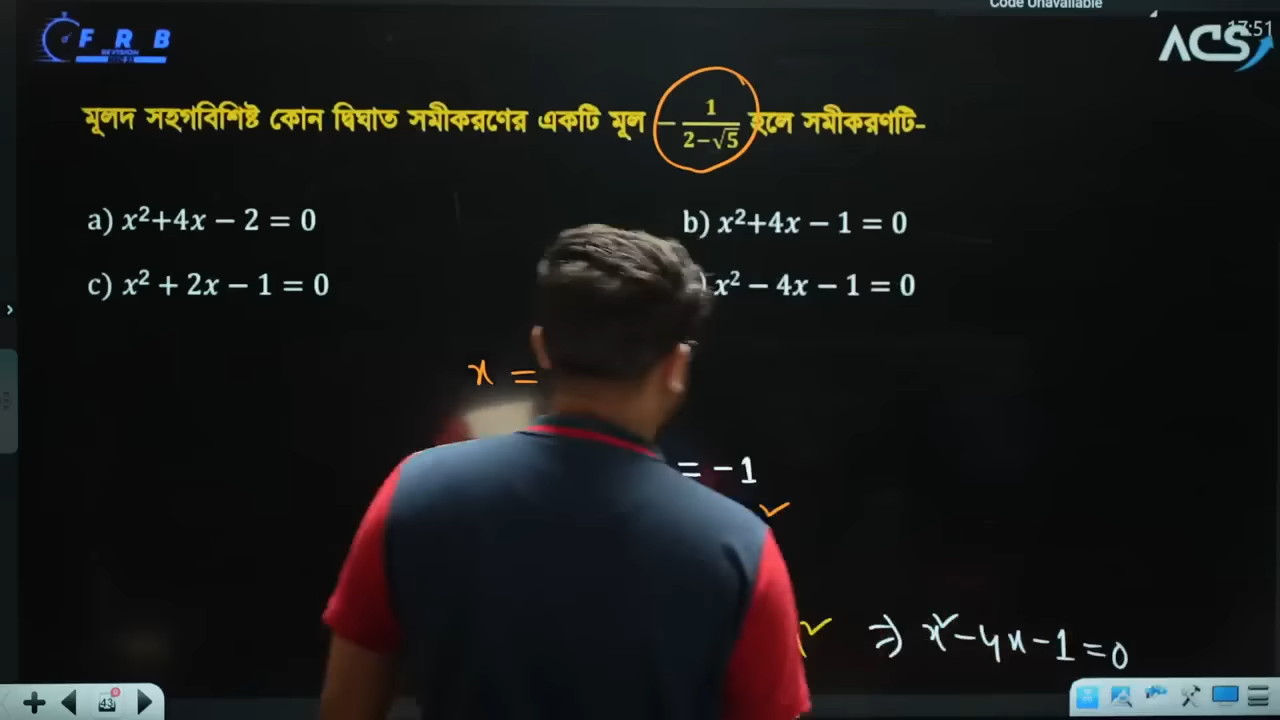 Code Unavailable
17:51
F R B
REVISION
ACS
মূলদ সহগবিশিষ্ট কোন দ্বিঘাত সমীকরণের একটি মূল − 1/(2−√5) হলে সমীকরণটি-
a) x²+4x − 2 = 0
b) x²+4x − 1 = 0
c) x² + 2x − 1 = 0
) x² − 4x − 1 = 0
x =
= −1
⇒ x² − 4x − 1 = 0
43